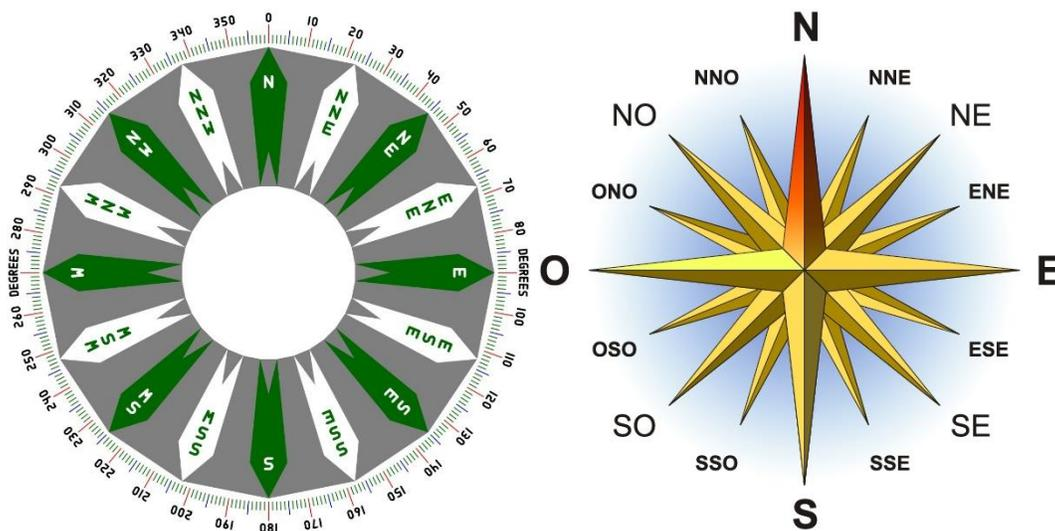 0
10
20
30
40
50
60
70
80
DEGREES
100
110
120
130
140
150
160
170
180
190
200
210
220
230
240
250
260
DEGREES
280
290
300
310
320
330
340
350
N
NNE
NE
ENE
E
ESE
SE
SSE
S
SSW
SW
WSW
W
WNW
NW
NNW
N
NNE
NE
ENE
E
ESE
SE
SSE
S
SSO
SO
OSO
O
ONO
NO
NNO